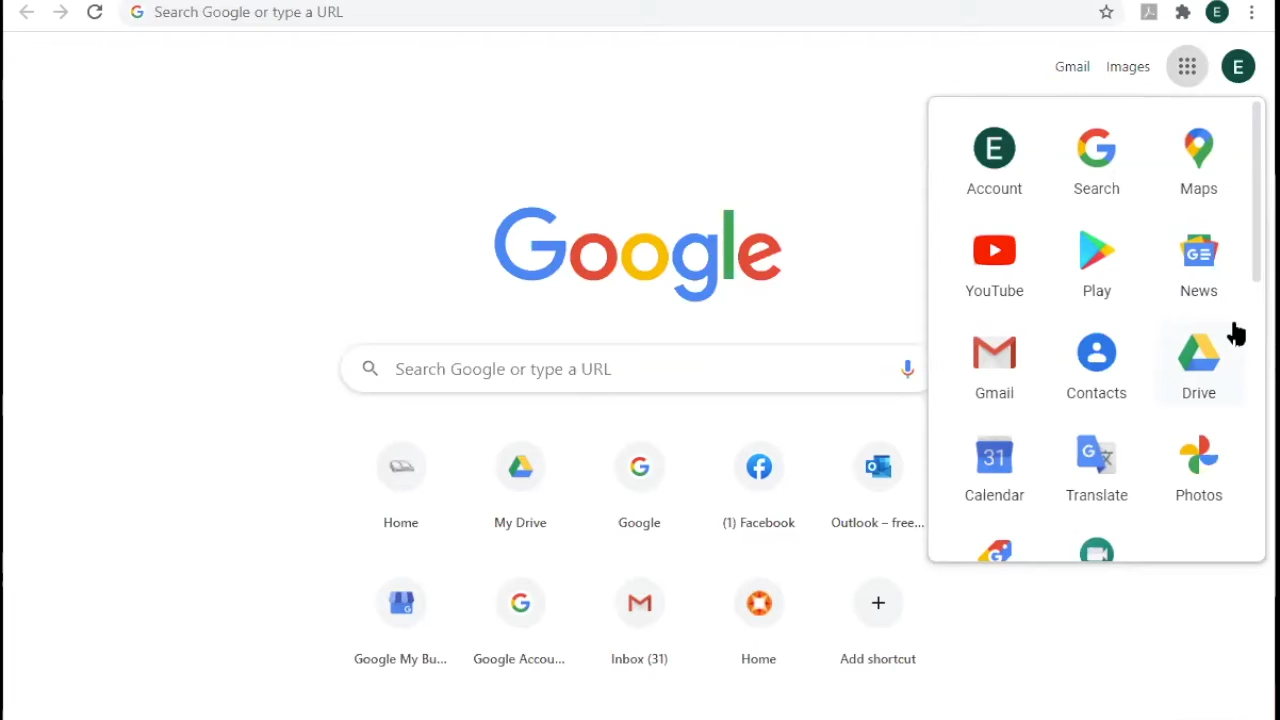 Search Google or type a URL
E
Gmail Images
E
Google
E
Account Search Maps
GE
YouTube Play News
Search Google or type a URL
Gmail Contacts Drive
31 G 文
Calendar Translate Photos
Home My Drive Google (1) Facebook Outlook – free...
Google My Bu... Google Accou... Inbox (31) Home Add shortcut